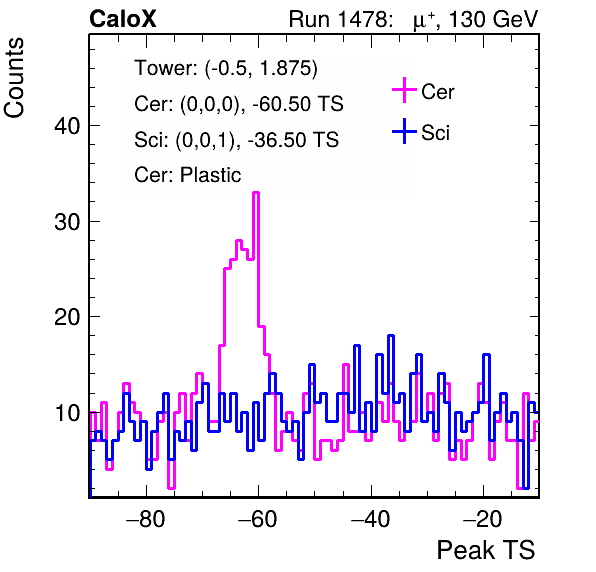 CaloX Run 1478: μ⁺, 130 GeV
Counts
Tower: (-0.5, 1.875)
Cer: (0,0,0), -60.50 TS
Sci: (0,0,1), -36.50 TS
Cer: Plastic
Cer
Sci
40
30
20
10
−80 −60 −40 −20
Peak TS